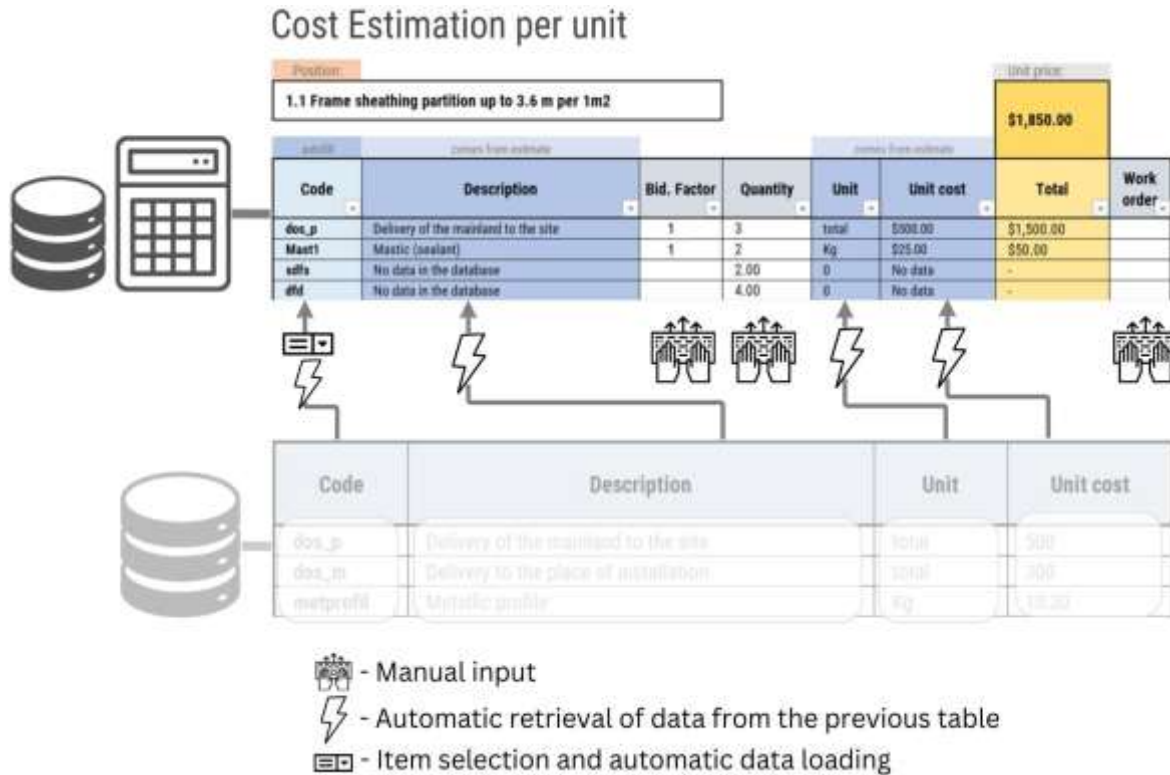 Cost Estimation per unit
Position:
Unit price:
1.1 Frame sheathing partition up to 3.6 m per 1m2
$1,850.00
comes from estimate
comes from estimate
Code Description Bid. Factor Quantity Unit Unit cost Total Work order
dos_p Delivery of the mainland to the site 1 3 total $500.00 $1,500.00
Mast1 Mastic (sealant) 1 2 Kg $25.00 $50.00
sdfs No data in the database 2.00 0 No data -
dfd No data in the database 4.00 0 No data -
Code Description Unit Unit cost
dos_p Delivery of the mainland to the site total 500
dos_m Delivery to the place of installation total 300
metprofil Metallic profile Kg
- Manual input
- Automatic retrieval of data from the previous table
- Item selection and automatic data loading